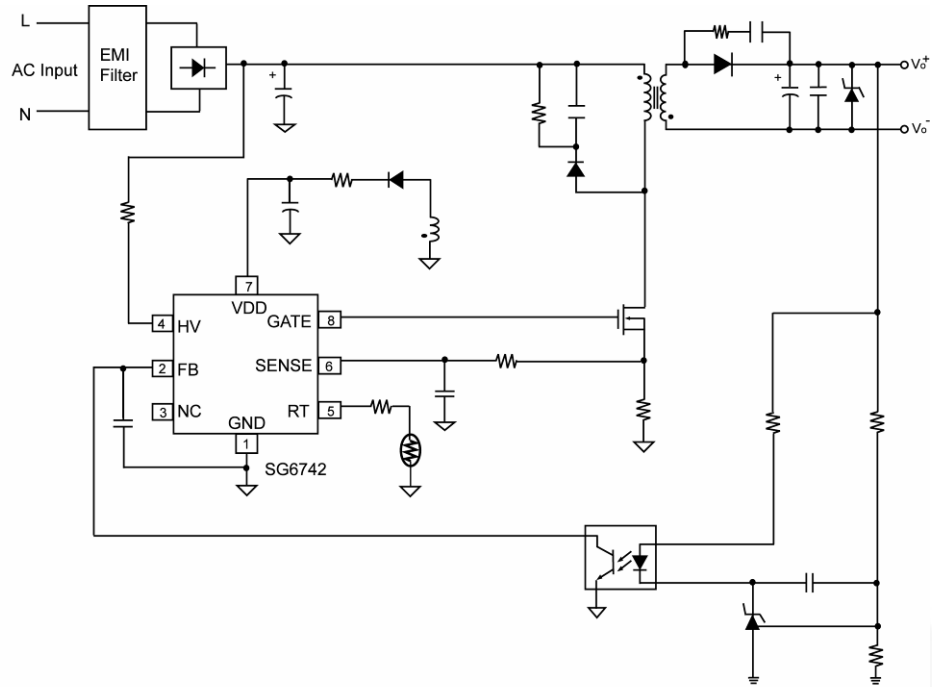 L
EMI
Filter
AC Input
N
+
+
Vo+
Vo-
7
VDD
4
HV
GATE
8
2
FB
SENSE
6
3
NC
RT
5
GND
1
SG6742